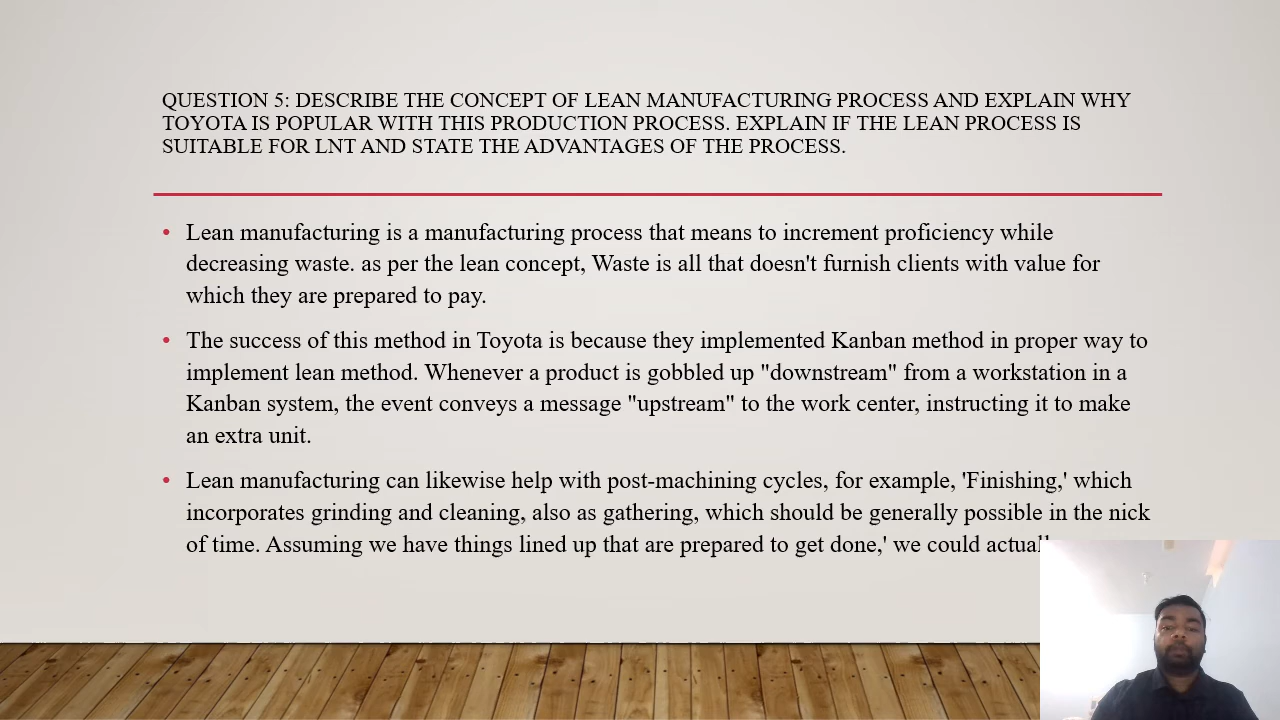 QUESTION 5: DESCRIBE THE CONCEPT OF LEAN MANUFACTURING PROCESS AND EXPLAIN WHY
TOYOTA IS POPULAR WITH THIS PRODUCTION PROCESS. EXPLAIN IF THE LEAN PROCESS IS
SUITABLE FOR LNT AND STATE THE ADVANTAGES OF THE PROCESS.
• Lean manufacturing is a manufacturing process that means to increment proficiency while
decreasing waste. as per the lean concept, Waste is all that doesn't furnish clients with value for
which they are prepared to pay.
• The success of this method in Toyota is because they implemented Kanban method in proper way to
implement lean method. Whenever a product is gobbled up "downstream" from a workstation in a
Kanban system, the event conveys a message "upstream" to the work center, instructing it to make
an extra unit.
• Lean manufacturing can likewise help with post-machining cycles, for example, 'Finishing,' which
incorporates grinding and cleaning, also as gathering, which should be generally possible in the nick
of time. Assuming we have things lined up that are prepared to get done,' we could